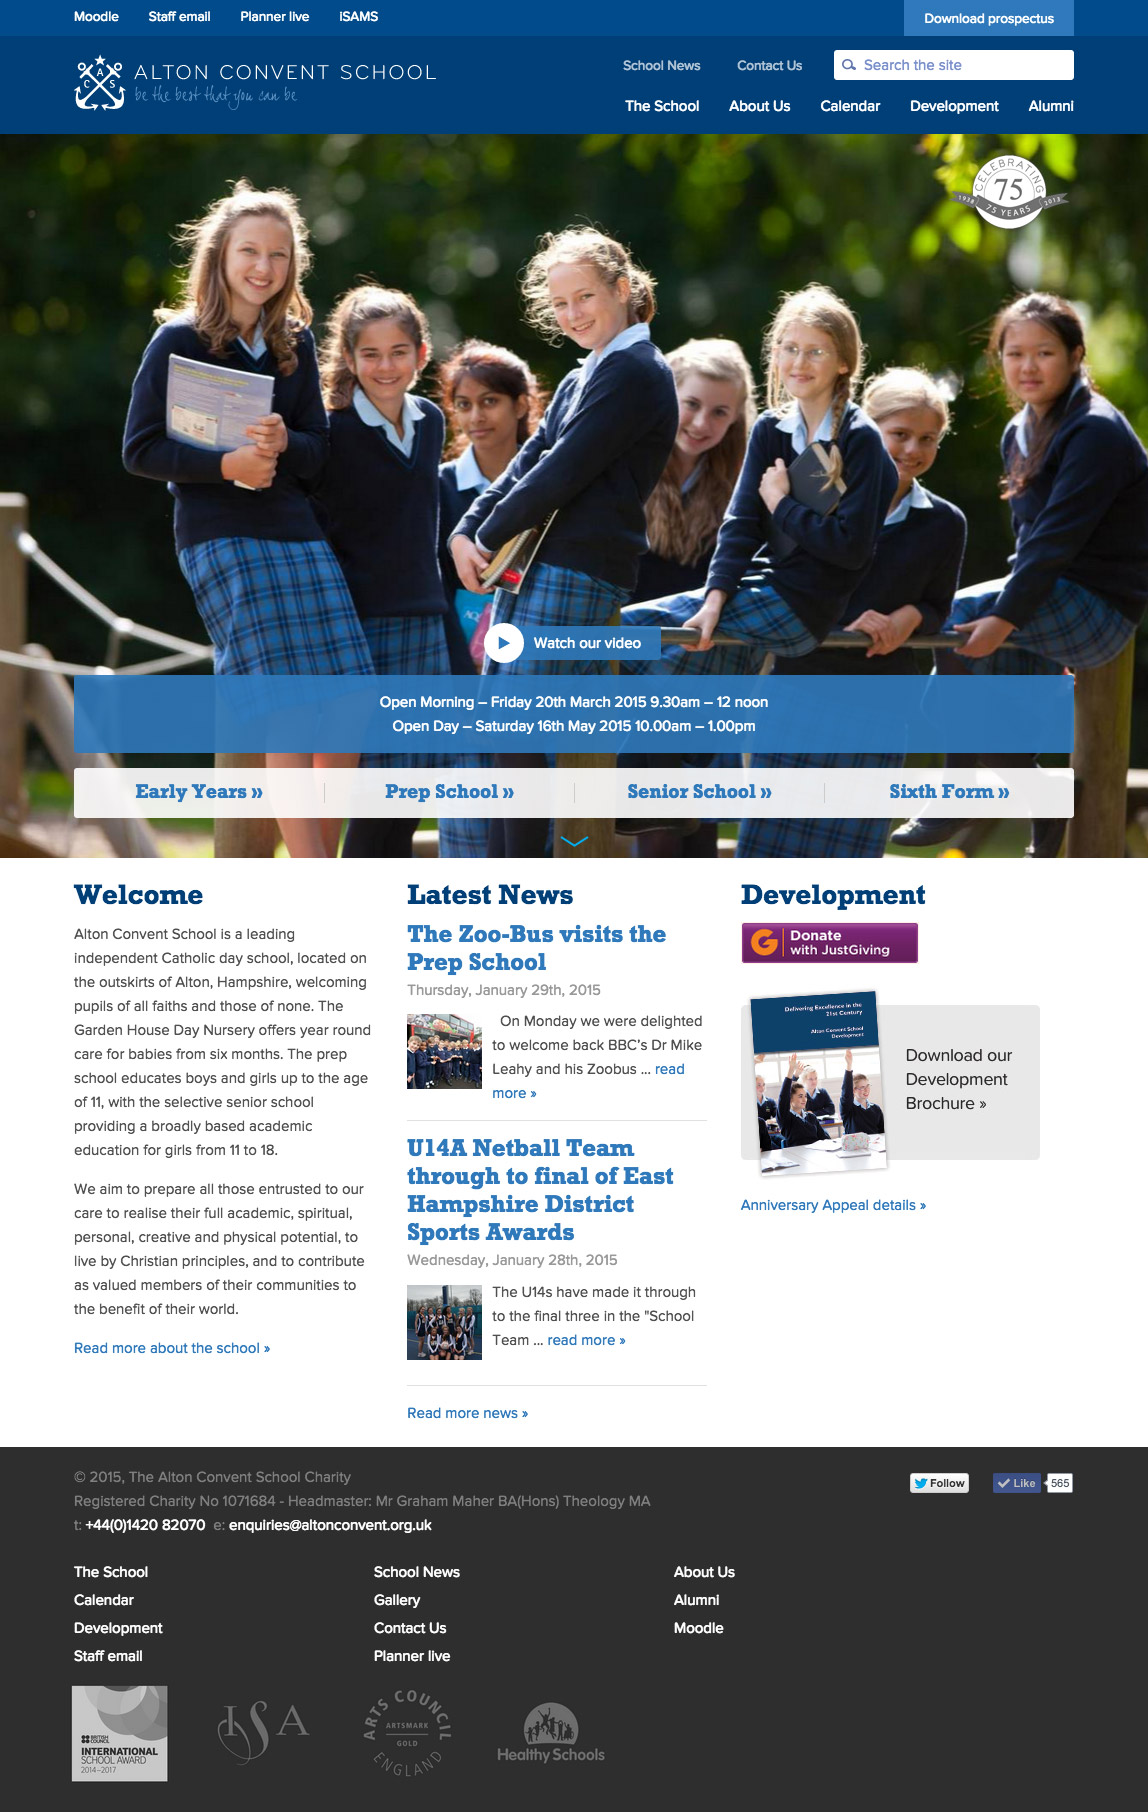 Moodle Staff email Planner live iSAMS Download prospectus
ALTON CONVENT SCHOOL
be the best that you can be
School News Contact Us Search the site
The School About Us Calendar Development Alumni
CELEBRATING
75
1938 75 YEARS 2013
Watch our video
Open Morning – Friday 20th March 2015 9.30am – 12 noon
Open Day – Saturday 16th May 2015 10.00am – 1.00pm
Early Years » Prep School » Senior School » Sixth Form »
Welcome
Alton Convent School is a leading
independent Catholic day school, located on
the outskirts of Alton, Hampshire, welcoming
pupils of all faiths and those of none. The
Garden House Day Nursery offers year round
care for babies from six months. The prep
school educates boys and girls up to the age
of 11, with the selective senior school
providing a broadly based academic
education for girls from 11 to 18.
We aim to prepare all those entrusted to our
care to realise their full academic, spiritual,
personal, creative and physical potential, to
live by Christian principles, and to contribute
as valued members of their communities to
the benefit of their world.
Read more about the school »
Latest News
The Zoo-Bus visits the
Prep School
Thursday, January 29th, 2015
On Monday we were delighted
to welcome back BBC's Dr Mike
Leahy and his Zoobus ... read
more »
U14A Netball Team
through to final of East
Hampshire District
Sports Awards
Wednesday, January 28th, 2015
The U14s have made it through
to the final three in the "School
Team ... read more »
Read more news »
Development
G Donate
with JustGiving
Delivering Excellence in the
21st Century
Alton Convent School
Development
Download our
Development
Brochure »
Anniversary Appeal details »
© 2015, The Alton Convent School Charity
Registered Charity No 1071684 - Headmaster: Mr Graham Maher BA(Hons) Theology MA
t: +44(0)1420 82070 e: enquiries@altonconvent.org.uk
Follow Like 565
The School School News About Us
Calendar Gallery Alumni
Development Contact Us Moodle
Staff email Planner live
BRITISH
COUNCIL
INTERNATIONAL
SCHOOL AWARD
2014-2017
ISA
ARTS COUNCIL
ARTSMARK
GOLD
ENGLAND
Healthy Schools